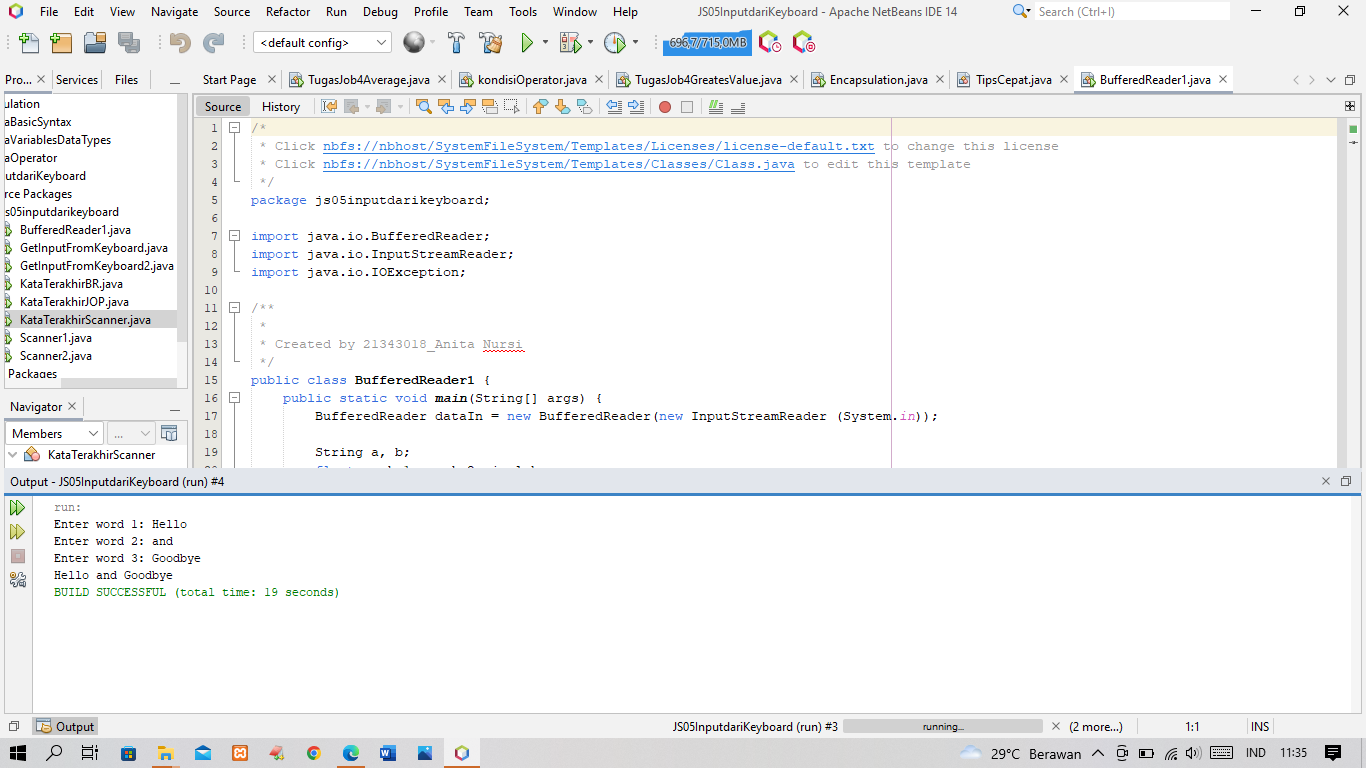 File Edit View Navigate Source Refactor Run Debug Profile Team Tools Window Help JS05InputdariKeyboard - Apache NetBeans IDE 14 Search (Ctrl+I)
<default config> 696,7/715,0MB
Pro... Services Files Start Page TugasJob4Average.java kondisiOperator.java TugasJob4GreatesValue.java Encapsulation.java TipsCepat.java BufferedReader1.java
Source History
ulation
aBasicSyntax
aVariablesDataTypes
aOperator
utdariKeyboard
rce Packages
s05inputdarikeyboard
BufferedReader1.java
GetInputFromKeyboard.java
GetInputFromKeyboard2.java
KataTerakhirBR.java
KataTerakhirJOP.java
KataTerakhirScanner.java
Scanner1.java
Scanner2.java
Packages
Navigator
Members ...
KataTerakhirScanner
1 /*
2 * Click nbfs://nbhost/SystemFileSystem/Templates/Licenses/license-default.txt to change this license
3 * Click nbfs://nbhost/SystemFileSystem/Templates/Classes/Class.java to edit this template
4 */
5 package js05inputdarikeyboard;
6
7 import java.io.BufferedReader;
8 import java.io.InputStreamReader;
9 import java.io.IOException;
10
11 /**
12 *
13 * Created by 21343018_Anita Nursi
14 */
15 public class BufferedReader1 {
16 public static void main(String[] args) {
17 BufferedReader dataIn = new BufferedReader(new InputStreamReader (System.in));
18
19 String a, b;
Output - JS05InputdariKeyboard (run) #4
run:
Enter word 1: Hello
Enter word 2: and
Enter word 3: Goodbye
Hello and Goodbye
BUILD SUCCESSFUL (total time: 19 seconds)
Output JS05InputdariKeyboard (run) #3 running... (2 more...) 1:1 INS
29°C Berawan IND 11:35